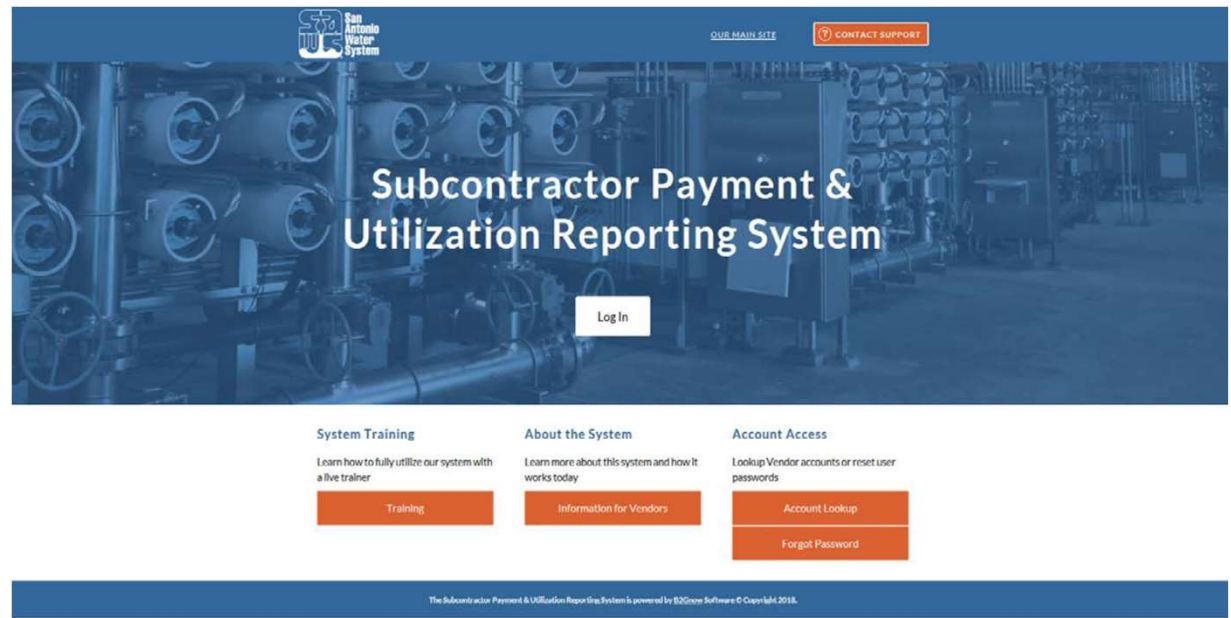 San
Antonio
Water
System
OUR MAIN SITE
? CONTACT SUPPORT
Subcontractor Payment &
Utilization Reporting System
Log In
System Training
Learn how to fully utilize our system with
a live trainer
Training
About the System
Learn more about this system and how it
works today
Information for Vendors
Account Access
Lookup Vendor accounts or reset user
passwords
Account Lookup
Forgot Password
The Subcontractor Payment & Utilization Reporting System is powered by B2Gnow Software © Copyright 2018.